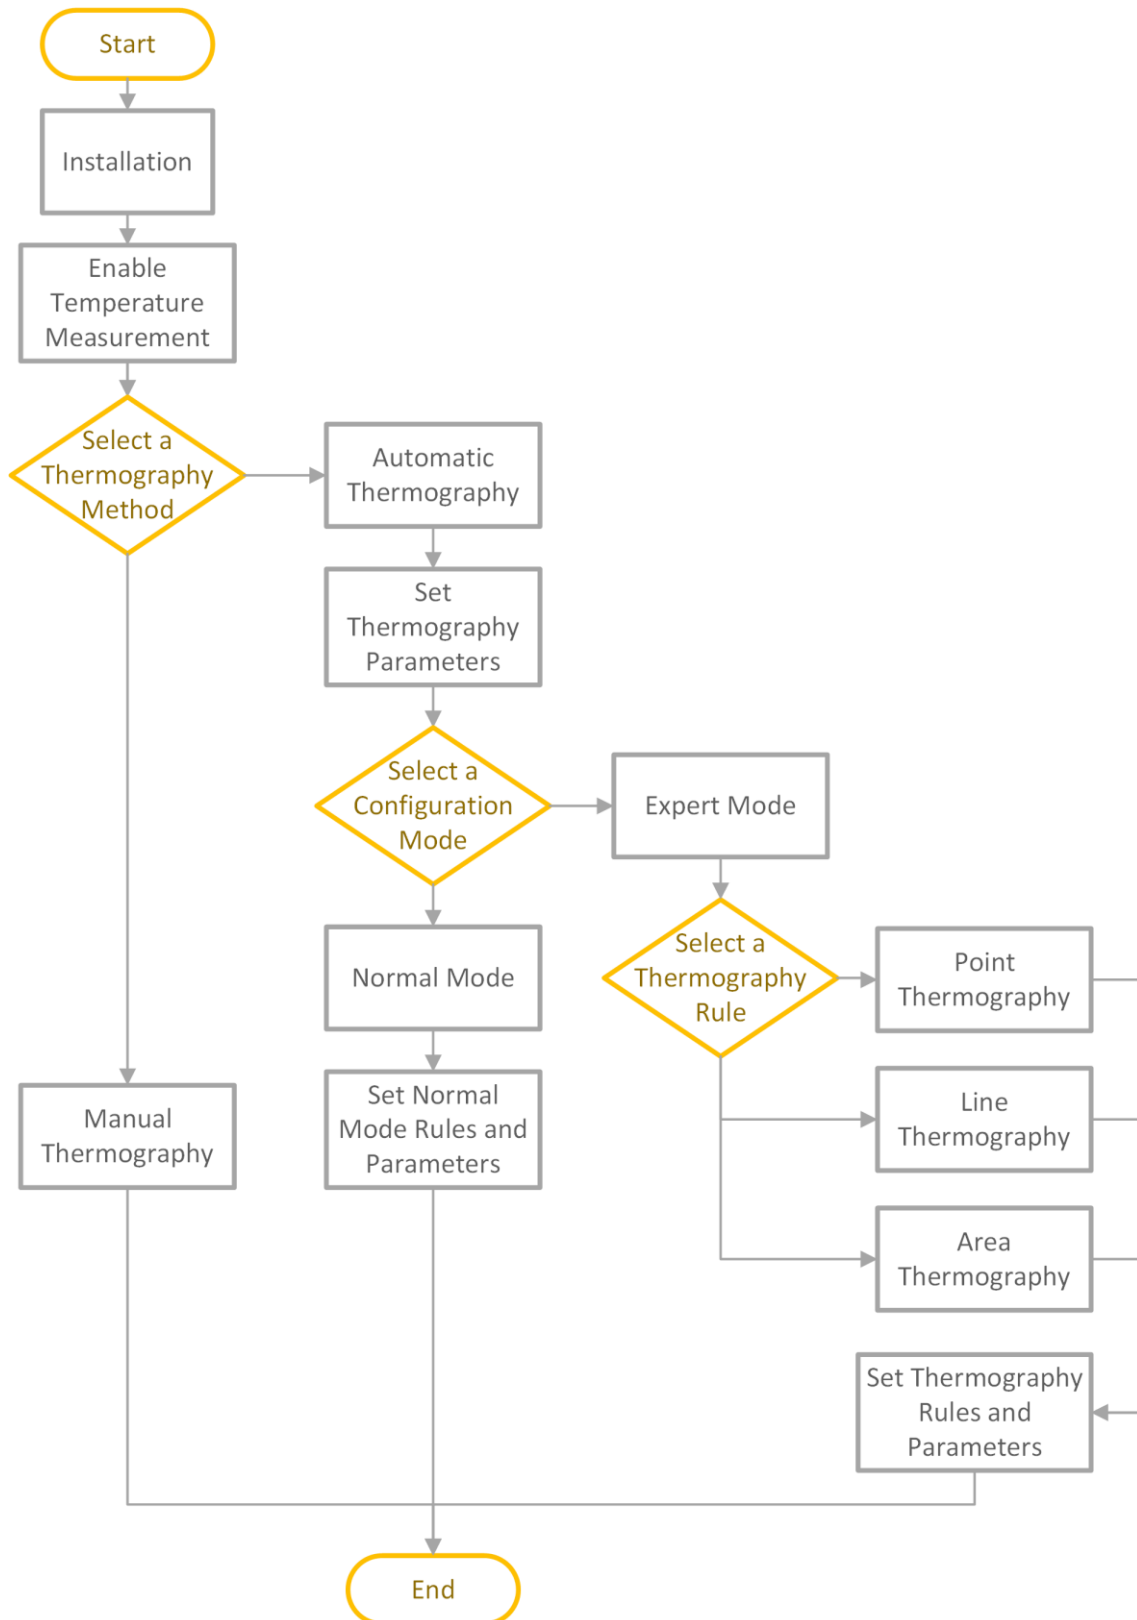 Start
Installation
Enable
Temperature
Measurement
Select a
Thermography
Method
Automatic
Thermography
Set
Thermography
Parameters
Select a
Configuration
Mode
Expert Mode
Normal Mode
Select a
Thermography
Rule
Point
Thermography
Set Normal
Mode Rules and
Parameters
Manual
Thermography
Line
Thermography
Area
Thermography
Set Thermography
Rules and
Parameters
End